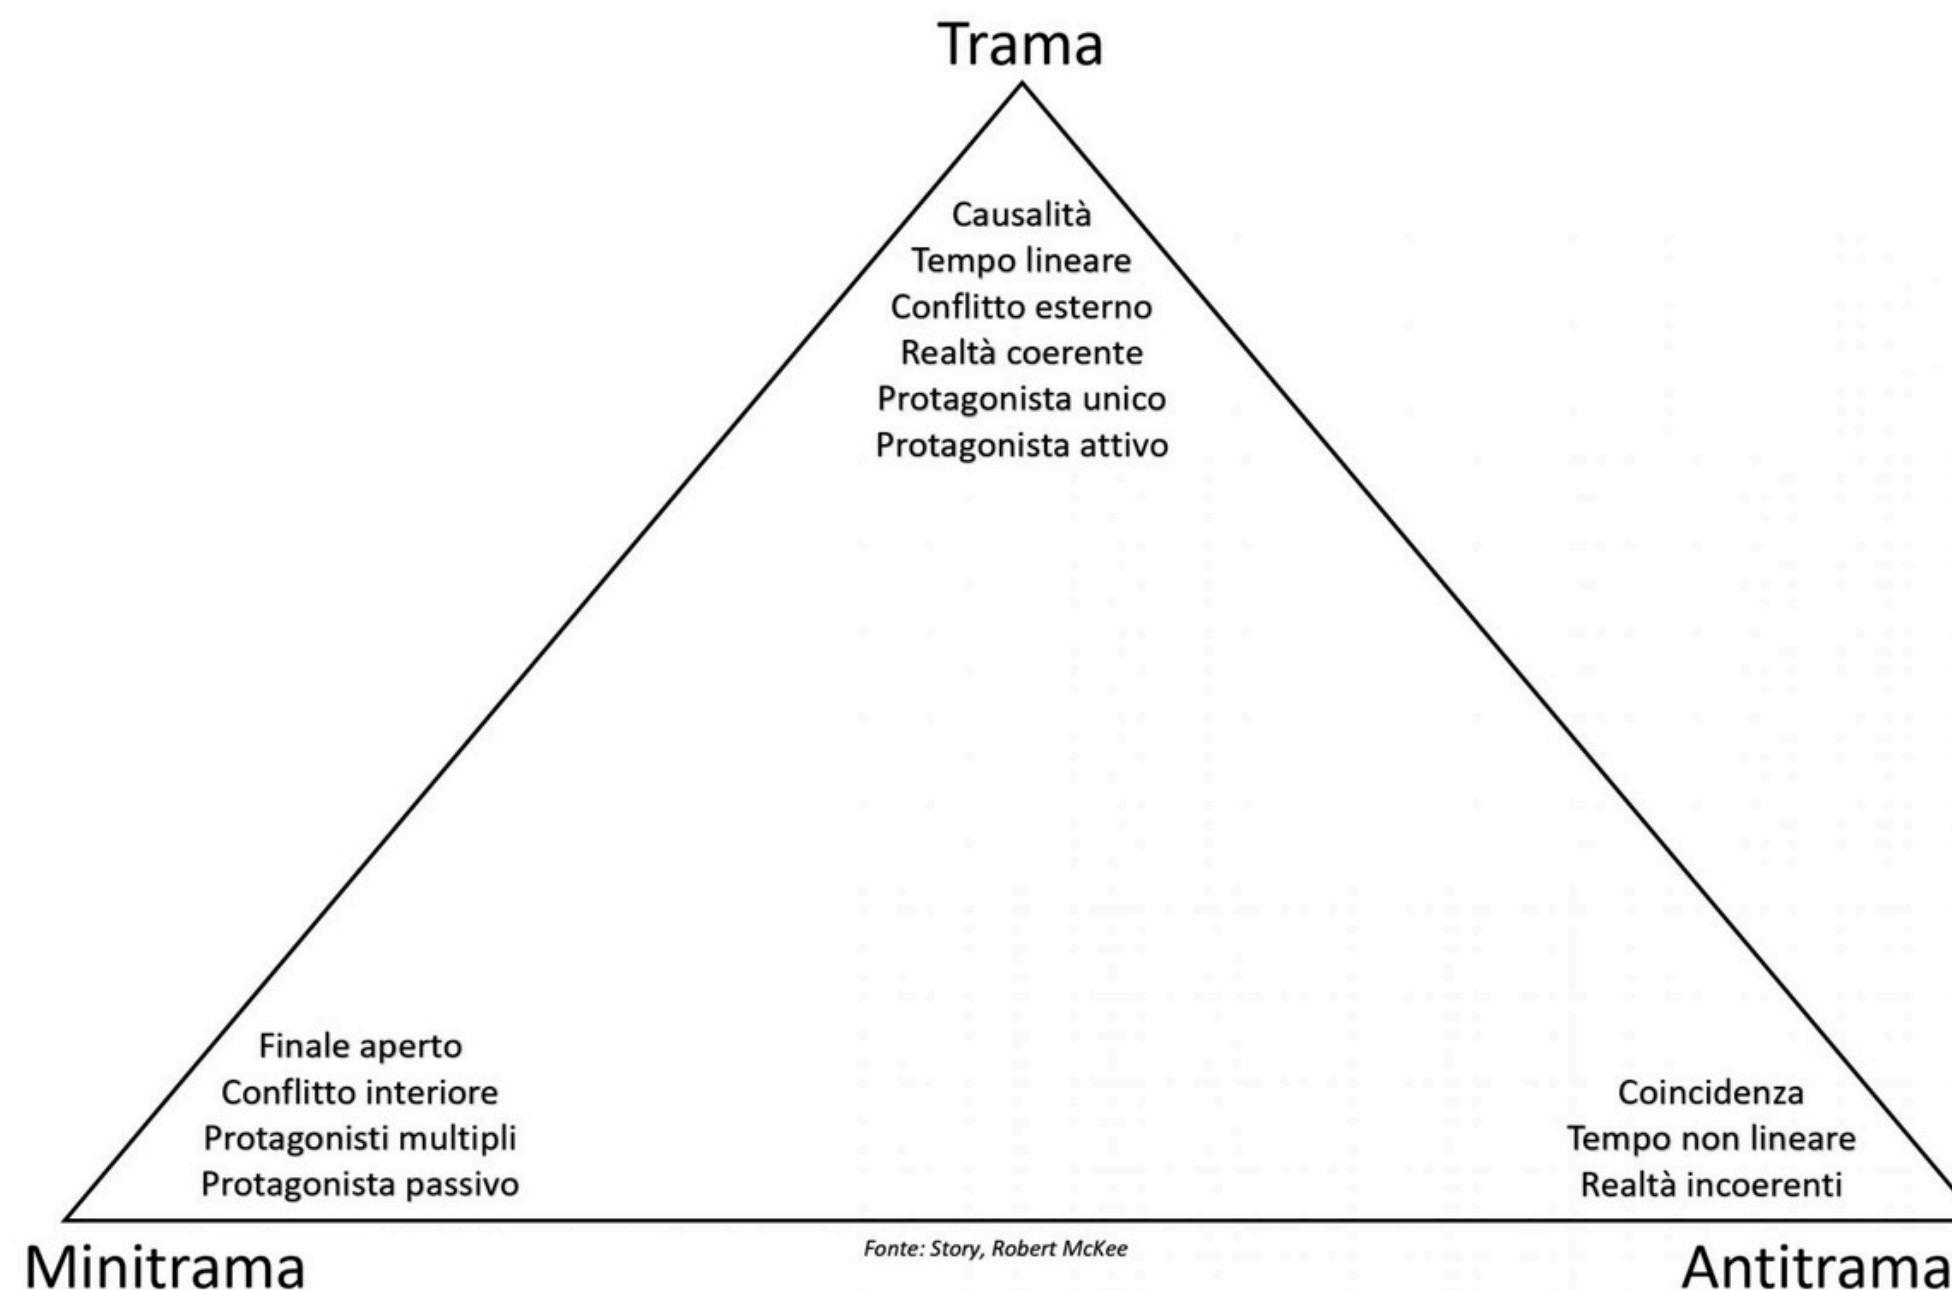 Trama
Causalità
Tempo lineare
Conflitto esterno
Realtà coerente
Protagonista unico
Protagonista attivo
Finale aperto
Conflitto interiore
Protagonisti multipli
Protagonista passivo
Coincidenza
Tempo non lineare
Realtà incoerenti
Fonte: Story, Robert McKee
Minitrama
Antitrama